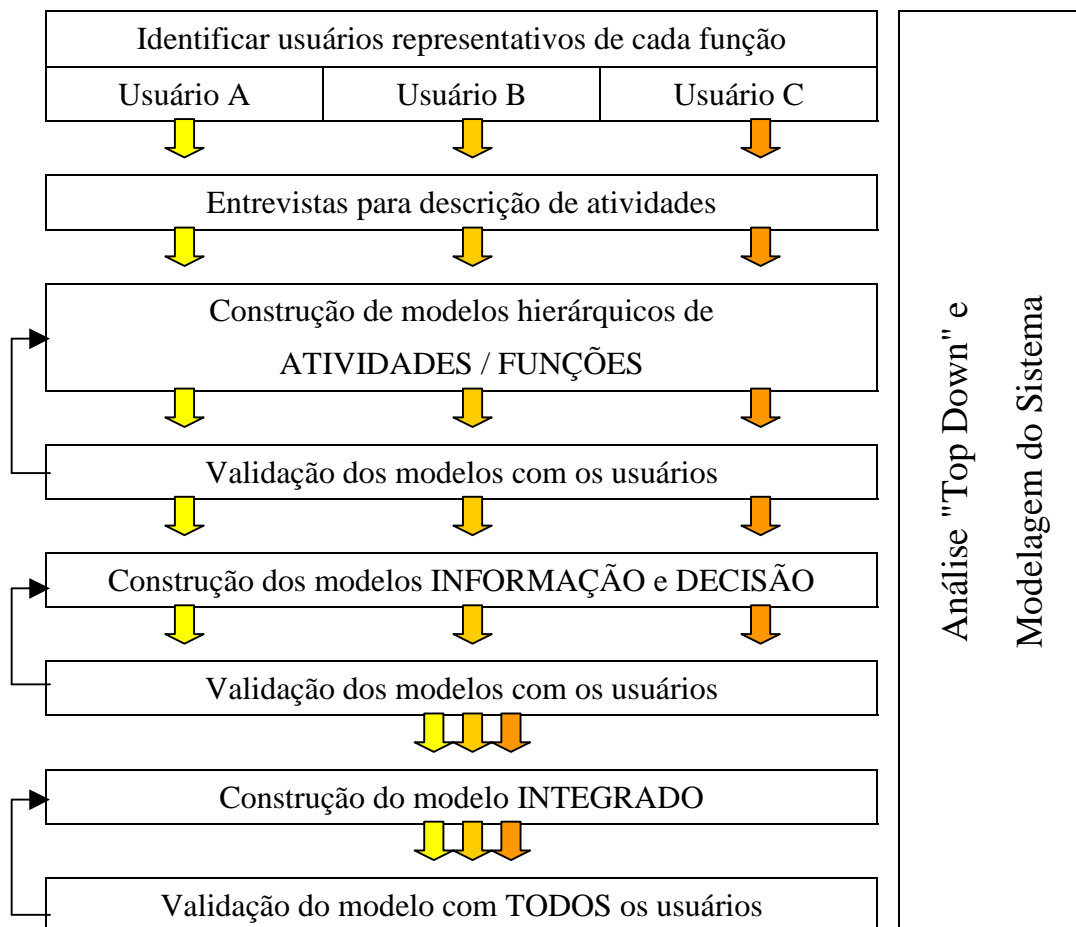 Identificar usuários representativos de cada função
Usuário A
Usuário B
Usuário C
Entrevistas para descrição de atividades
Construção de modelos hierárquicos de
ATIVIDADES / FUNÇÕES
Validação dos modelos com os usuários
Construção dos modelos INFORMAÇÃO e DECISÃO
Validação dos modelos com os usuários
Construção do modelo INTEGRADO
Validação do modelo com TODOS os usuários
Análise "Top Down" e
Modelagem do Sistema